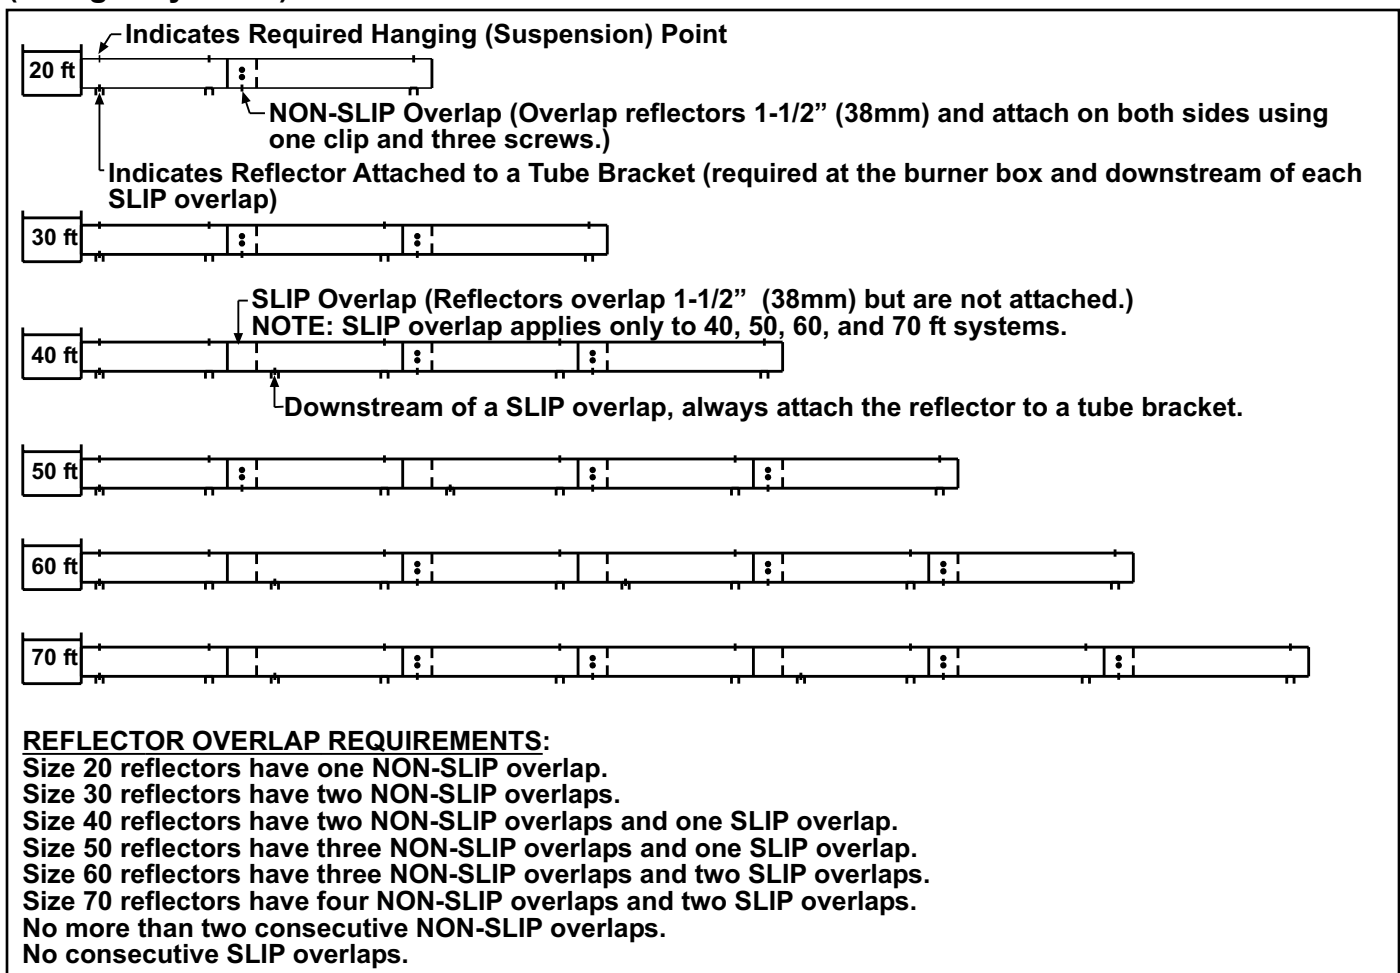 Indicates Required Hanging (Suspension) Point
20 ft
NON-SLIP Overlap (Overlap reflectors 1-1/2” (38mm) and attach on both sides using
one clip and three screws.)
Indicates Reflector Attached to a Tube Bracket (required at the burner box and downstream of each
SLIP overlap)
30 ft
SLIP Overlap (Reflectors overlap 1-1/2” (38mm) but are not attached.)
NOTE: SLIP overlap applies only to 40, 50, 60, and 70 ft systems.
40 ft
Downstream of a SLIP overlap, always attach the reflector to a tube bracket.
50 ft
60 ft
70 ft
REFLECTOR OVERLAP REQUIREMENTS:
Size 20 reflectors have one NON-SLIP overlap.
Size 30 reflectors have two NON-SLIP overlaps.
Size 40 reflectors have two NON-SLIP overlaps and one SLIP overlap.
Size 50 reflectors have three NON-SLIP overlaps and one SLIP overlap.
Size 60 reflectors have three NON-SLIP overlaps and two SLIP overlaps.
Size 70 reflectors have four NON-SLIP overlaps and two SLIP overlaps.
No more than two consecutive NON-SLIP overlaps.
No consecutive SLIP overlaps.